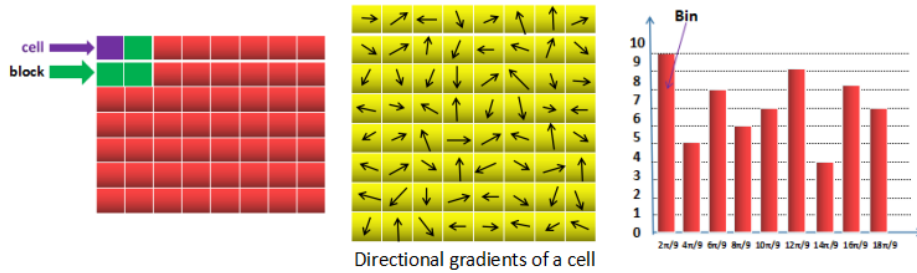 cell
block
Directional gradients of a cell
Bin
10
9
8
7
6
5
4
3
2
1
0
2π/9 4π/9 6π/9 8π/9 10π/9 12π/9 14π/9 16π/9 18π/9